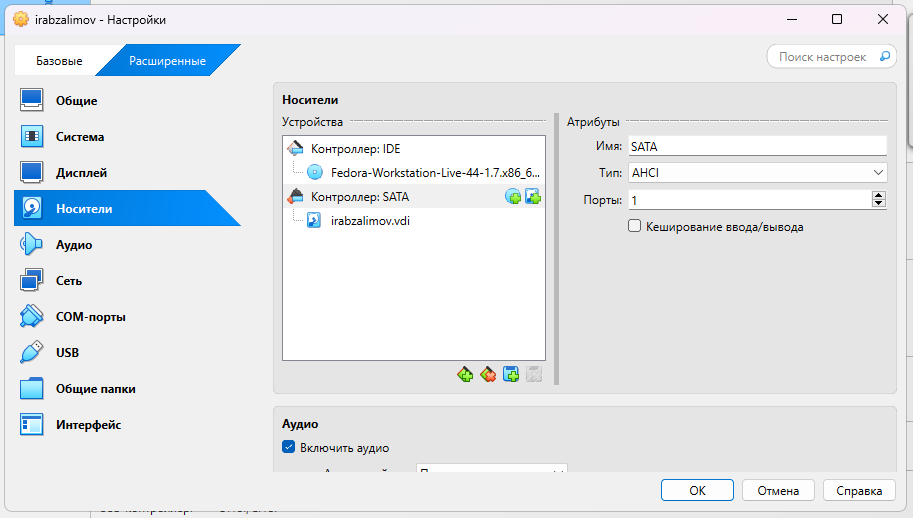 irabzalimov - Настройки
Базовые
Расширенные
Поиск настроек
Общие
Система
Дисплей
Носители
Аудио
Сеть
COM-порты
USB
Общие папки
Интерфейс
Носители
Устройства
Контроллер: IDE
Fedora-Workstation-Live-44-1.7.x86_6...
Контроллер: SATA
irabzalimov.vdi
Атрибуты
Имя: SATA
Тип: AHCI
Порты: 1
Кеширование ввода/вывода
Аудио
Включить аудио
OK
Отмена
Справка